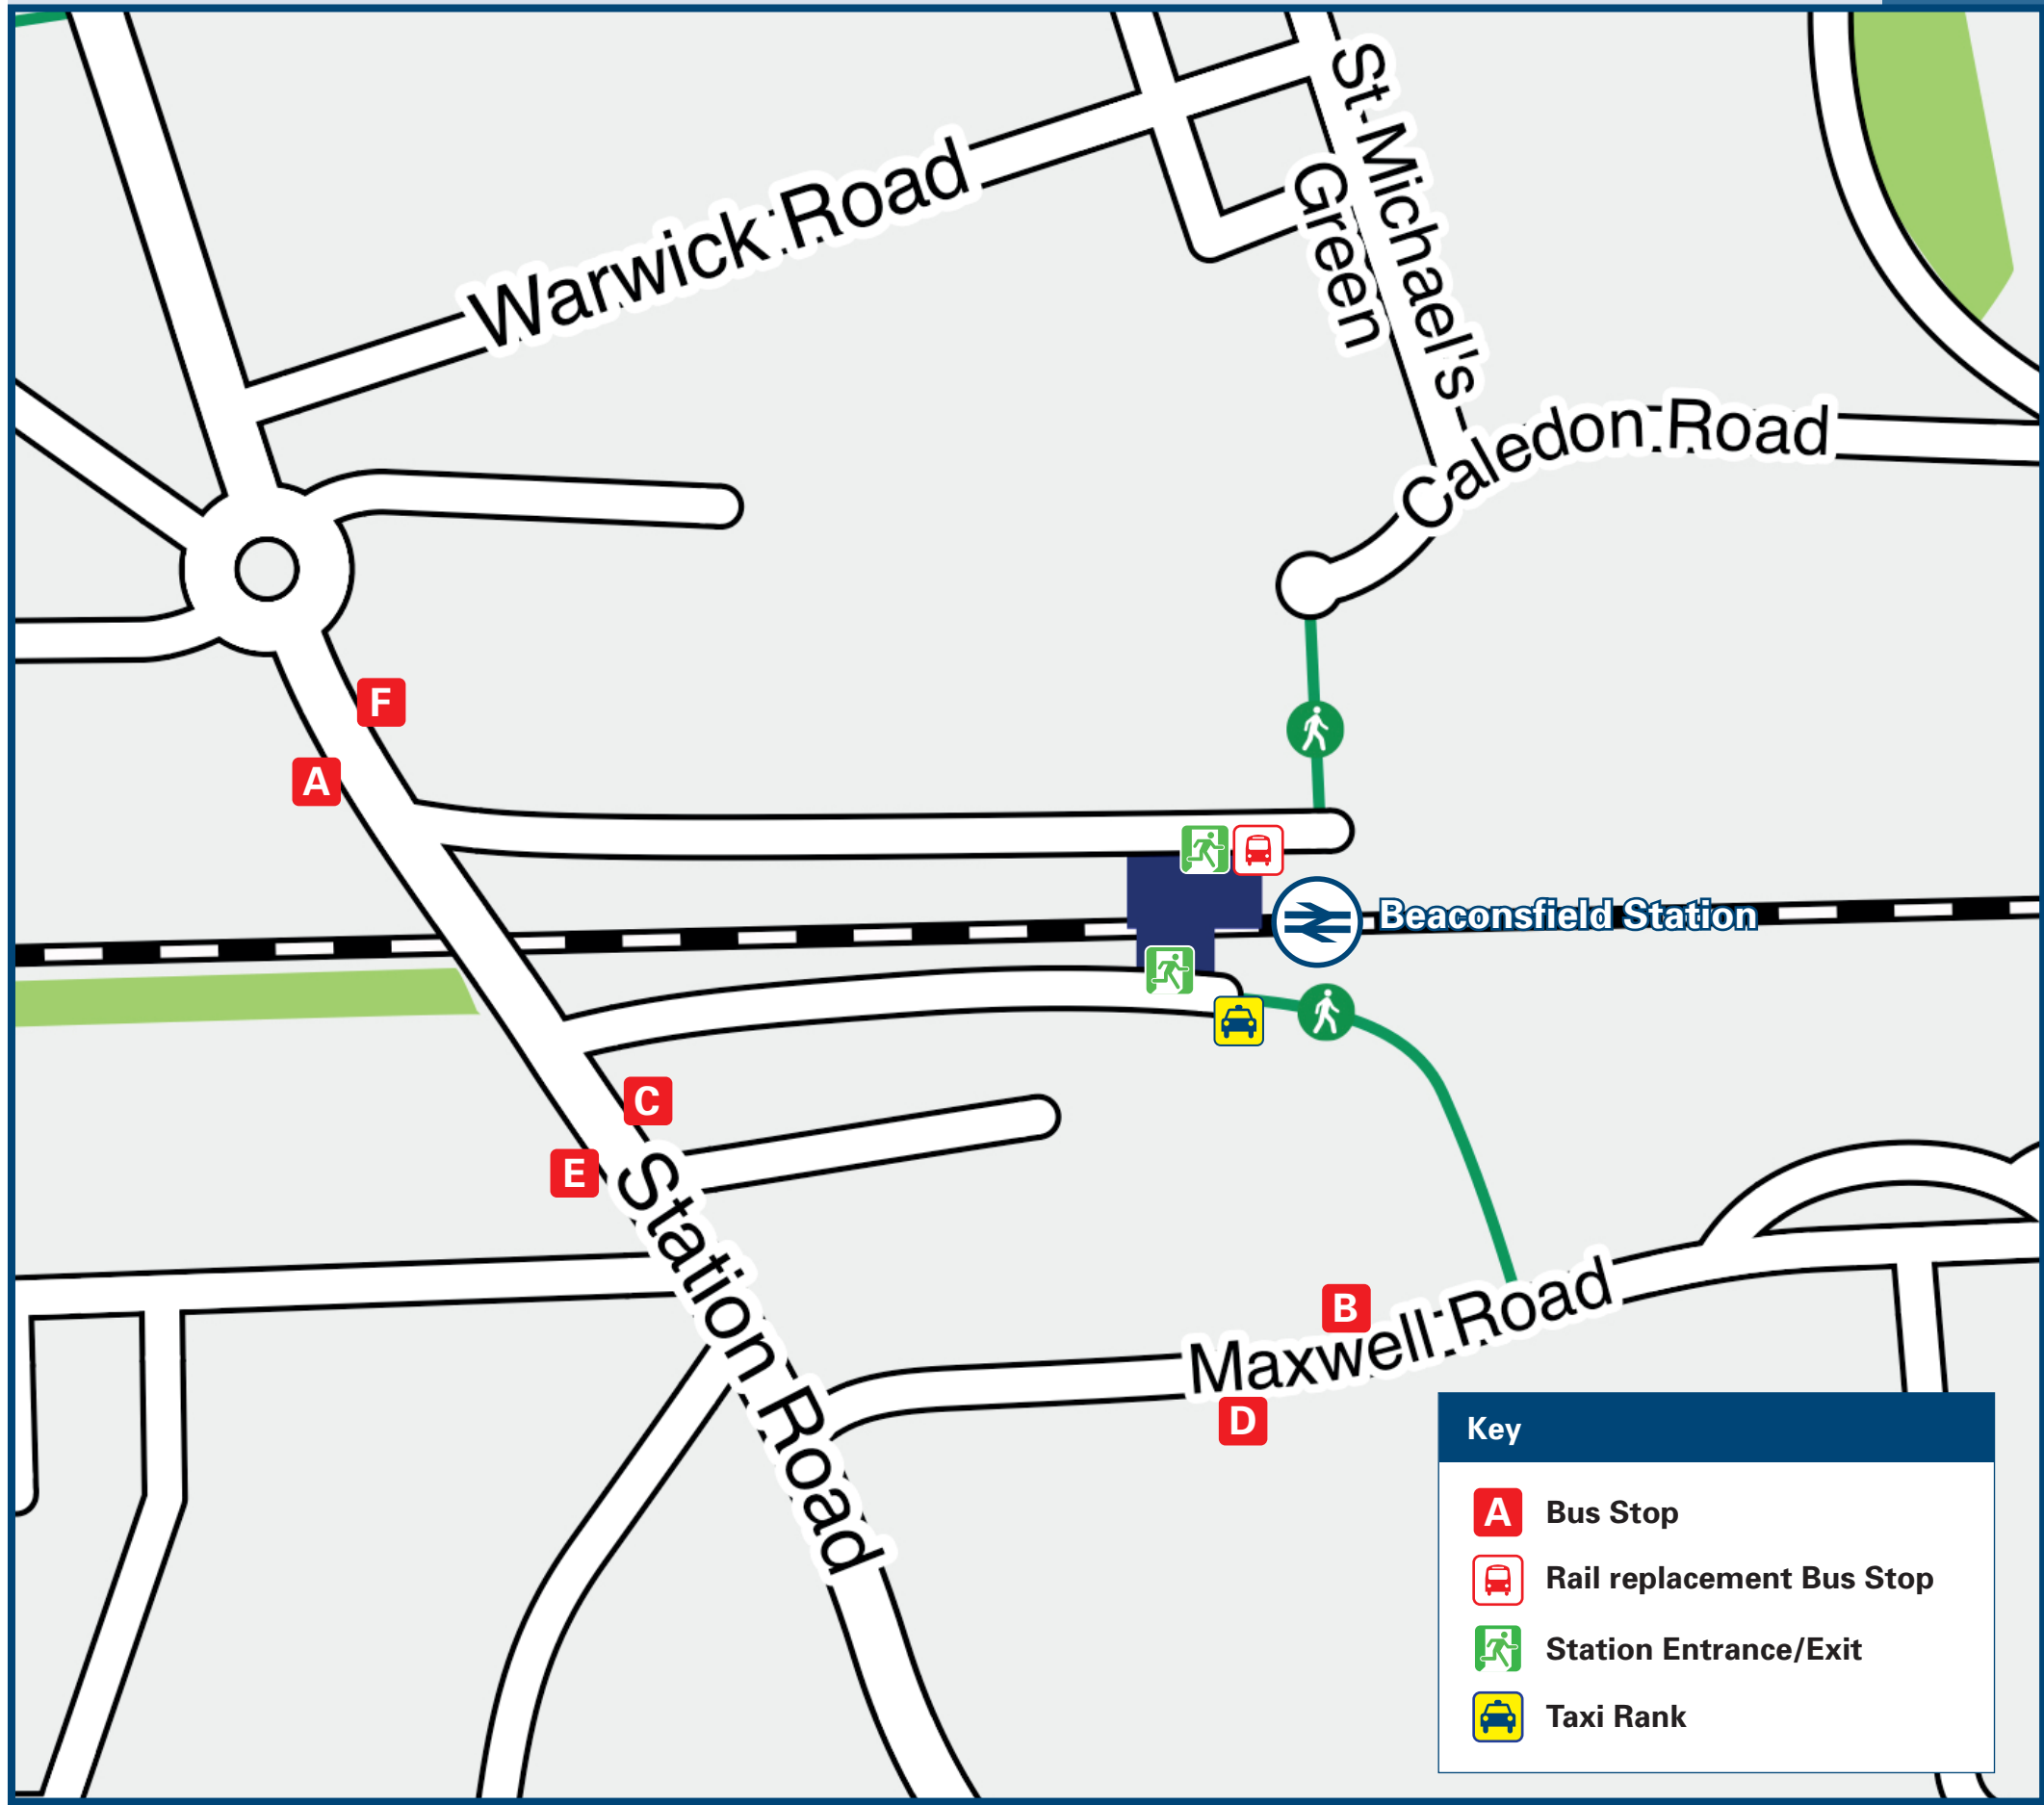 St Michael's
Green
Warwick Road
Caledon Road
F
A
Beaconsfield Station
C
E
Station Road
B
Maxwell Road
D
Key
A Bus Stop
Rail replacement Bus Stop
Station Entrance/Exit
Taxi Rank